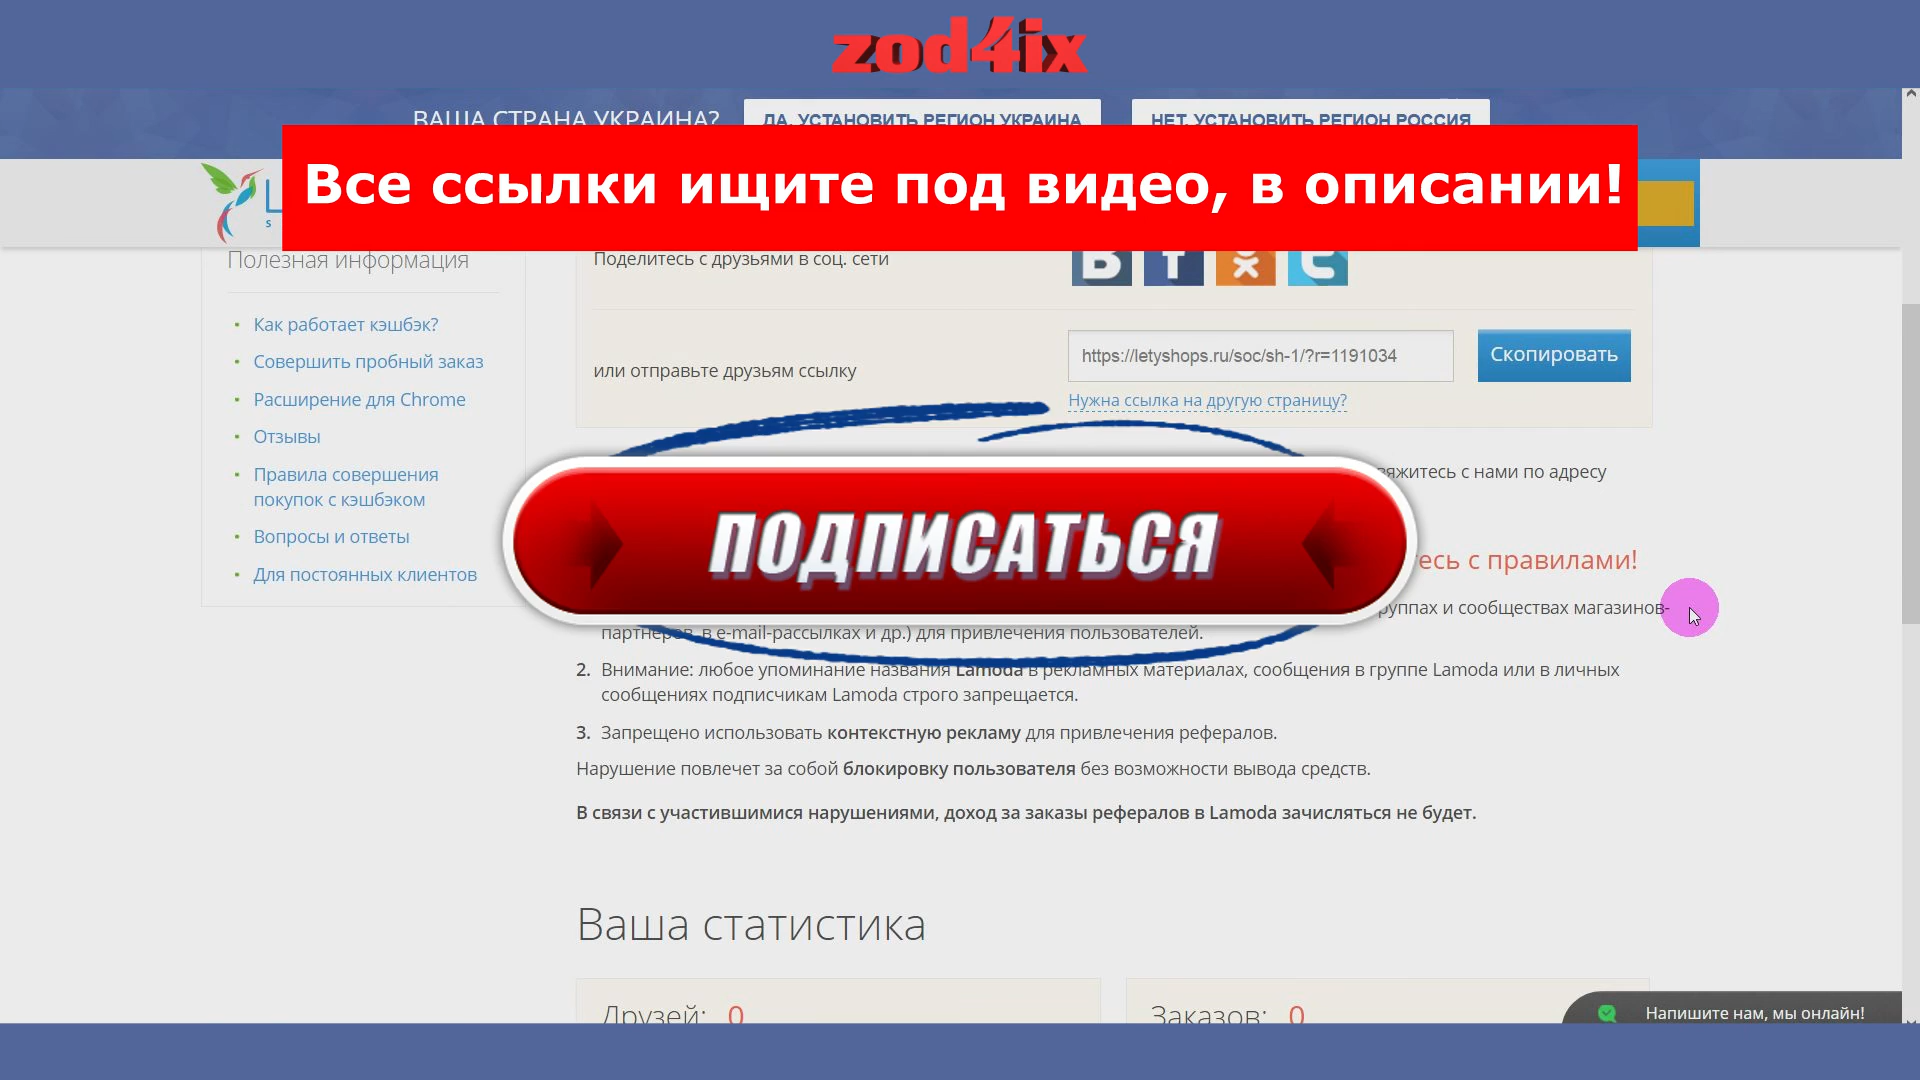 zod4ix
ВАША СТРАНА УКРАИНА?
ДА, УСТАНОВИТЬ РЕГИОН УКРАИНА
НЕТ, УСТАНОВИТЬ РЕГИОН РОССИЯ
Все ссылки ищите под видео, в описании!
L
s
Полезная информация
Как работает кэшбэк?
Совершить пробный заказ
Расширение для Chrome
Отзывы
Правила совершения
покупок с кэшбэком
Вопросы и ответы
Для постоянных клиентов
Поделитесь с друзьями в соц. сети
или отправьте друзьям ссылку
https://letyshops.ru/soc/sh-1/?r=1191034
Скопировать
Нужна ссылка на другую страницу?
вяжитесь с нами по адресу
ПОДПИСАТЬСЯ
тесь с правилами!
руппах и сообществах магазинов-
партнеров, в e-mail-рассылках и др.) для привлечения пользователей.
2. Внимание: любое упоминание названия Lamoda в рекламных материалах, сообщения в группе Lamoda или в личных
сообщениях подписчикам Lamoda строго запрещается.
3. Запрещено использовать контекстную рекламу для привлечения рефералов.
Нарушение повлечет за собой блокировку пользователя без возможности вывода средств.
В связи с участившимися нарушениями, доход за заказы рефералов в Lamoda зачисляться не будет.
Ваша статистика
Друзей: 0
Заказов: 0
Напишите нам, мы онлайн!